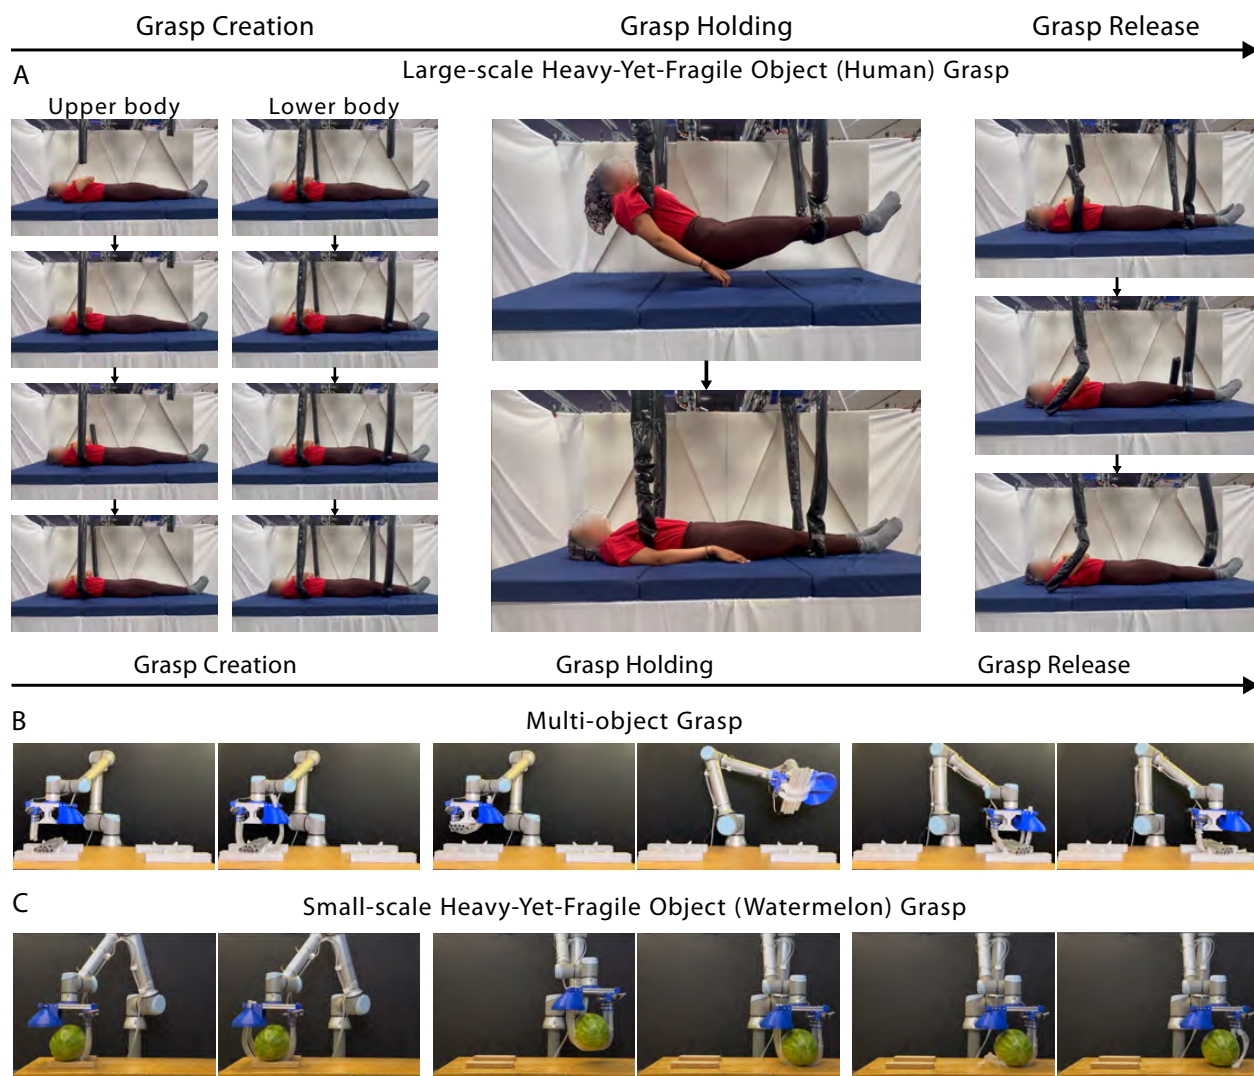 Grasp Creation Grasp Holding Grasp Release
A
Large-scale Heavy-Yet-Fragile Object (Human) Grasp
Upper body Lower body
Grasp Creation Grasp Holding Grasp Release
B
Multi-object Grasp
C
Small-scale Heavy-Yet-Fragile Object (Watermelon) Grasp